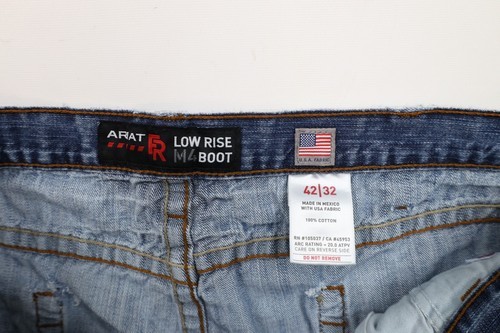 ARIAT FR
LOW RISE
M4 BOOT
U.S.A. FABRIC
42|32
MADE IN MEXICO
WITH USA FABRIC
100% COTTON
ARC RATING = 20.0 ATPV
CARE ON REVERSE SIDE
DO NOT REMOVE